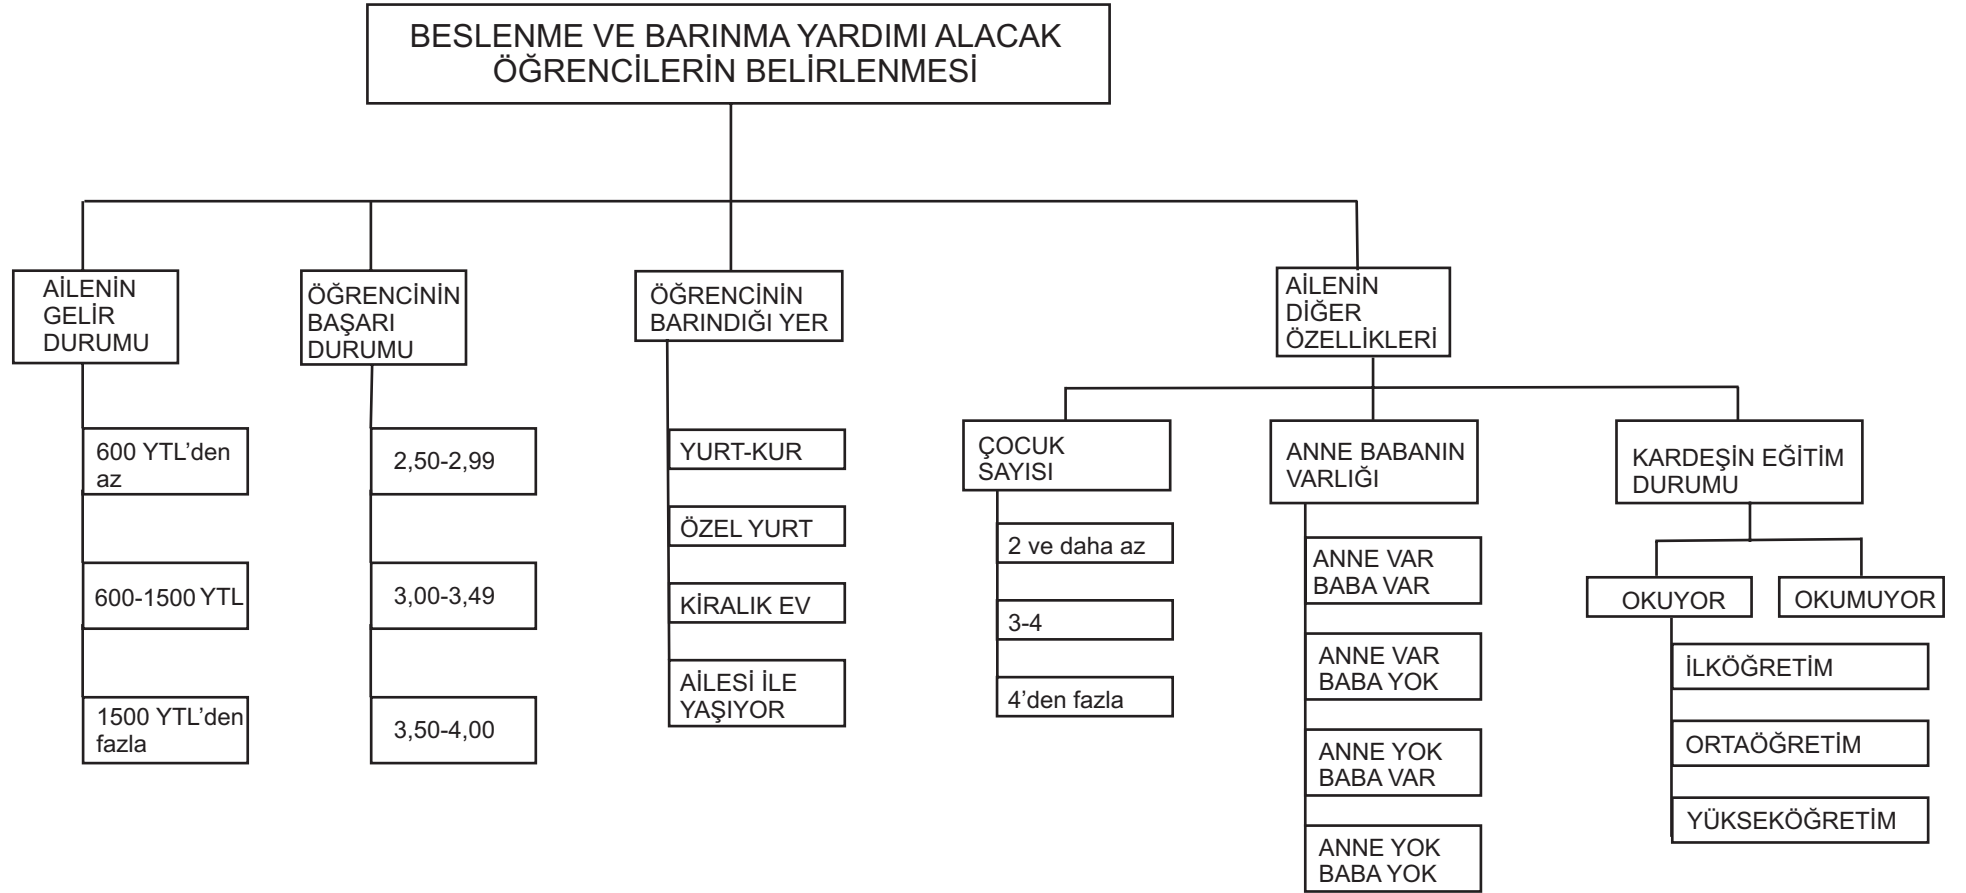 BESLENME VE BARINMA YARDIMI ALACAK
ÖĞRENCİLERİN BELİRLENMESİ
AİLENİN
GELİR
DURUMU
600 YTL’den
az
600-1500 YTL
1500 YTL’den
fazla
ÖĞRENCİNİN
BAŞARI
DURUMU
2,50-2,99
3,00-3,49
3,50-4,00
ÖĞRENCİNİN
BARINDIĞI YER
YURT-KUR
ÖZEL YURT
KİRALIK EV
AİLESİ İLE
YAŞIYOR
AİLENİN
DİĞER
ÖZELLİKLERİ
ÇOCUK
SAYISI
2 ve daha az
3-4
4’den fazla
ANNE BABANIN
VARLIĞI
ANNE VAR
BABA VAR
ANNE VAR
BABA YOK
ANNE YOK
BABA VAR
ANNE YOK
BABA YOK
KARDEŞİN EĞİTİM
DURUMU
OKUYOR
OKUMUYOR
İLKÖĞRETİM
ORTAÖĞRETİM
YÜKSEKÖĞRETİM